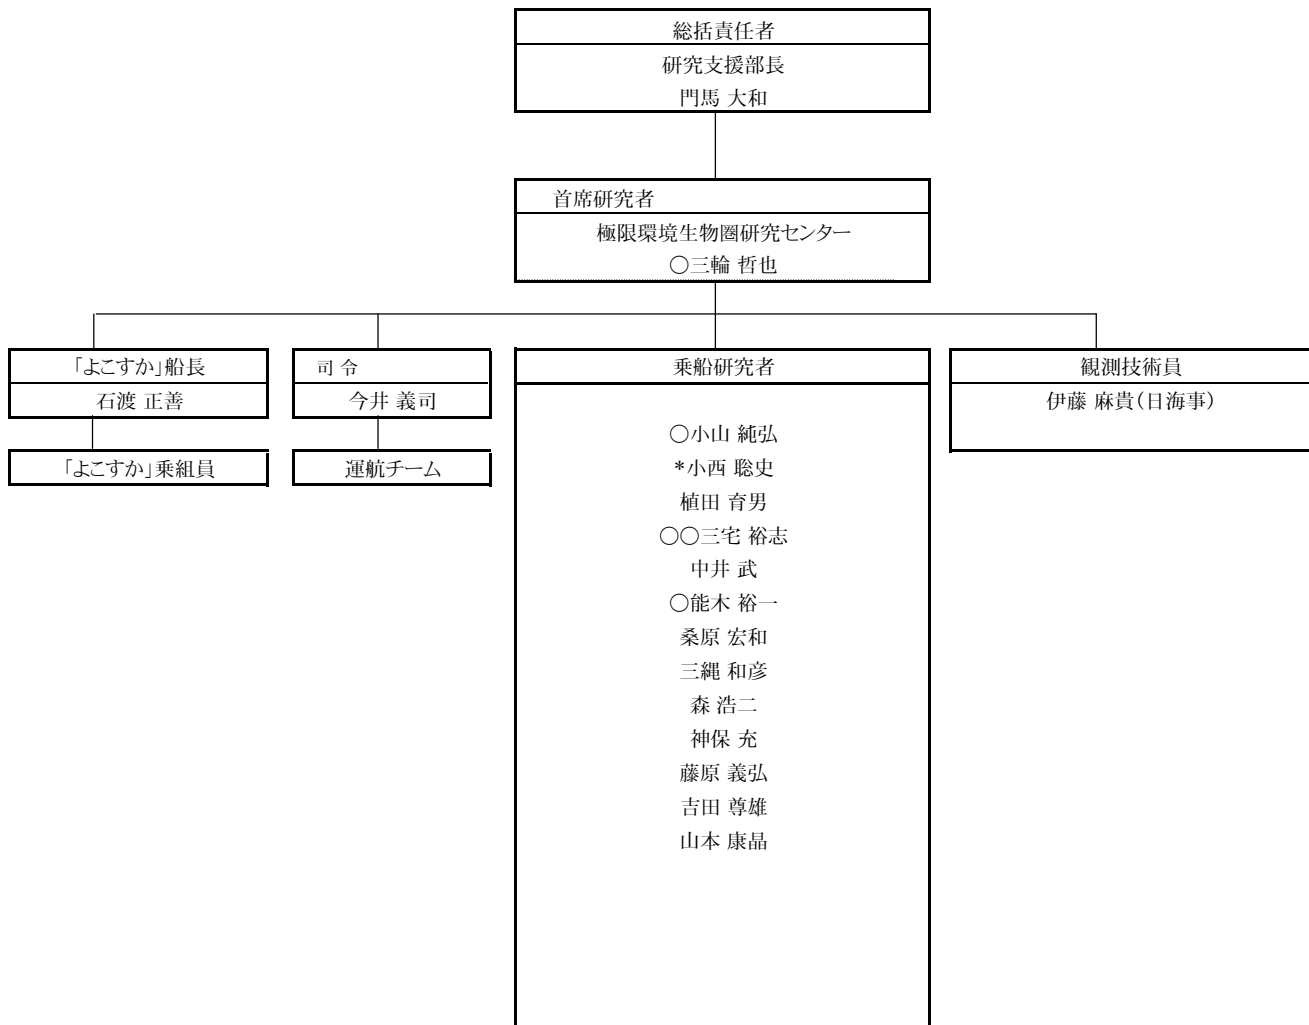 総括責任者
研究支援部長
門馬 大和
首席研究者
極限環境生物圏研究センター
○三輪 哲也
「よこすか」船長
石渡 正善
「よこすか」乗組員
司 令
今井 義司
運航チーム
乗船研究者
○小山 純弘
*小西 聡史
植田 育男
○○三宅 裕志
中井 武
○能木 裕一
桑原 宏和
三縄 和彦
森 浩二
神保 充
藤原 義弘
吉田 尊雄
山本 康晶
観測技術員
伊藤 麻貴(日海事)